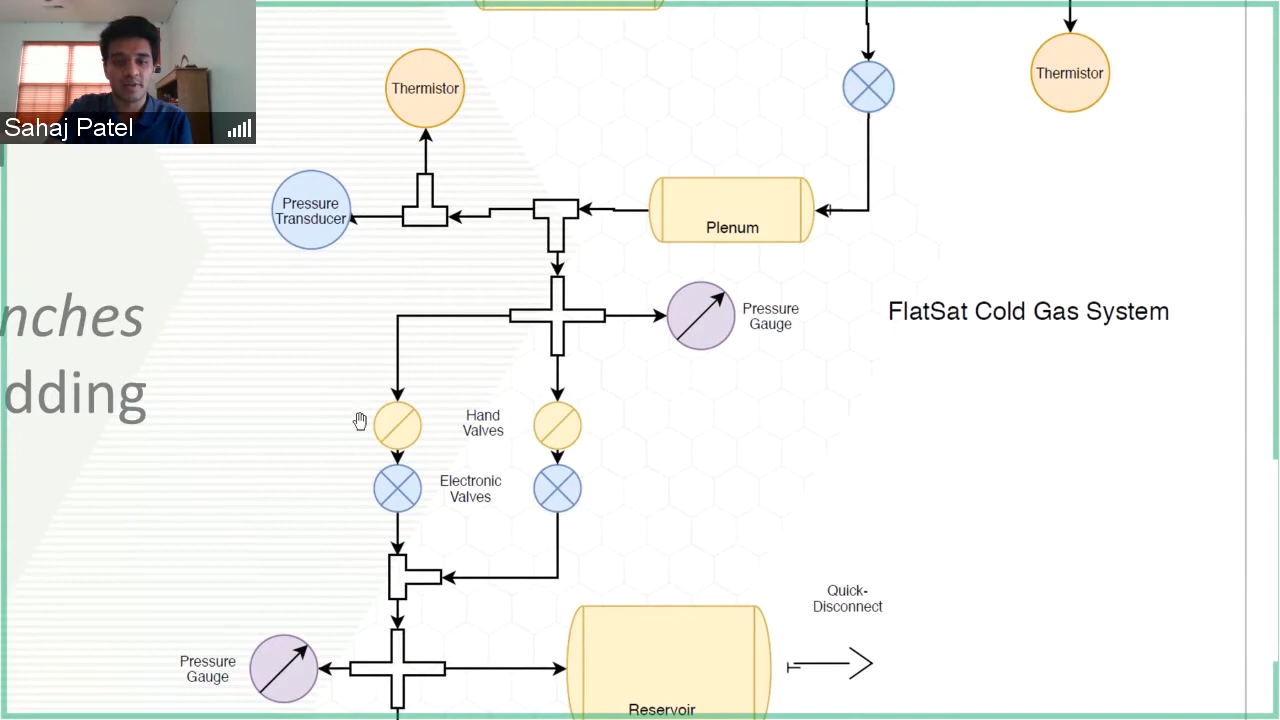 Sahaj Patel
Thermistor
Thermistor
Pressure
Transducer
Plenum
Pressure
Gauge
FlatSat Cold Gas System
nches
dding
Hand
Valves
Electronic
Valves
Quick-
Disconnect
Pressure
Gauge
Reservoir